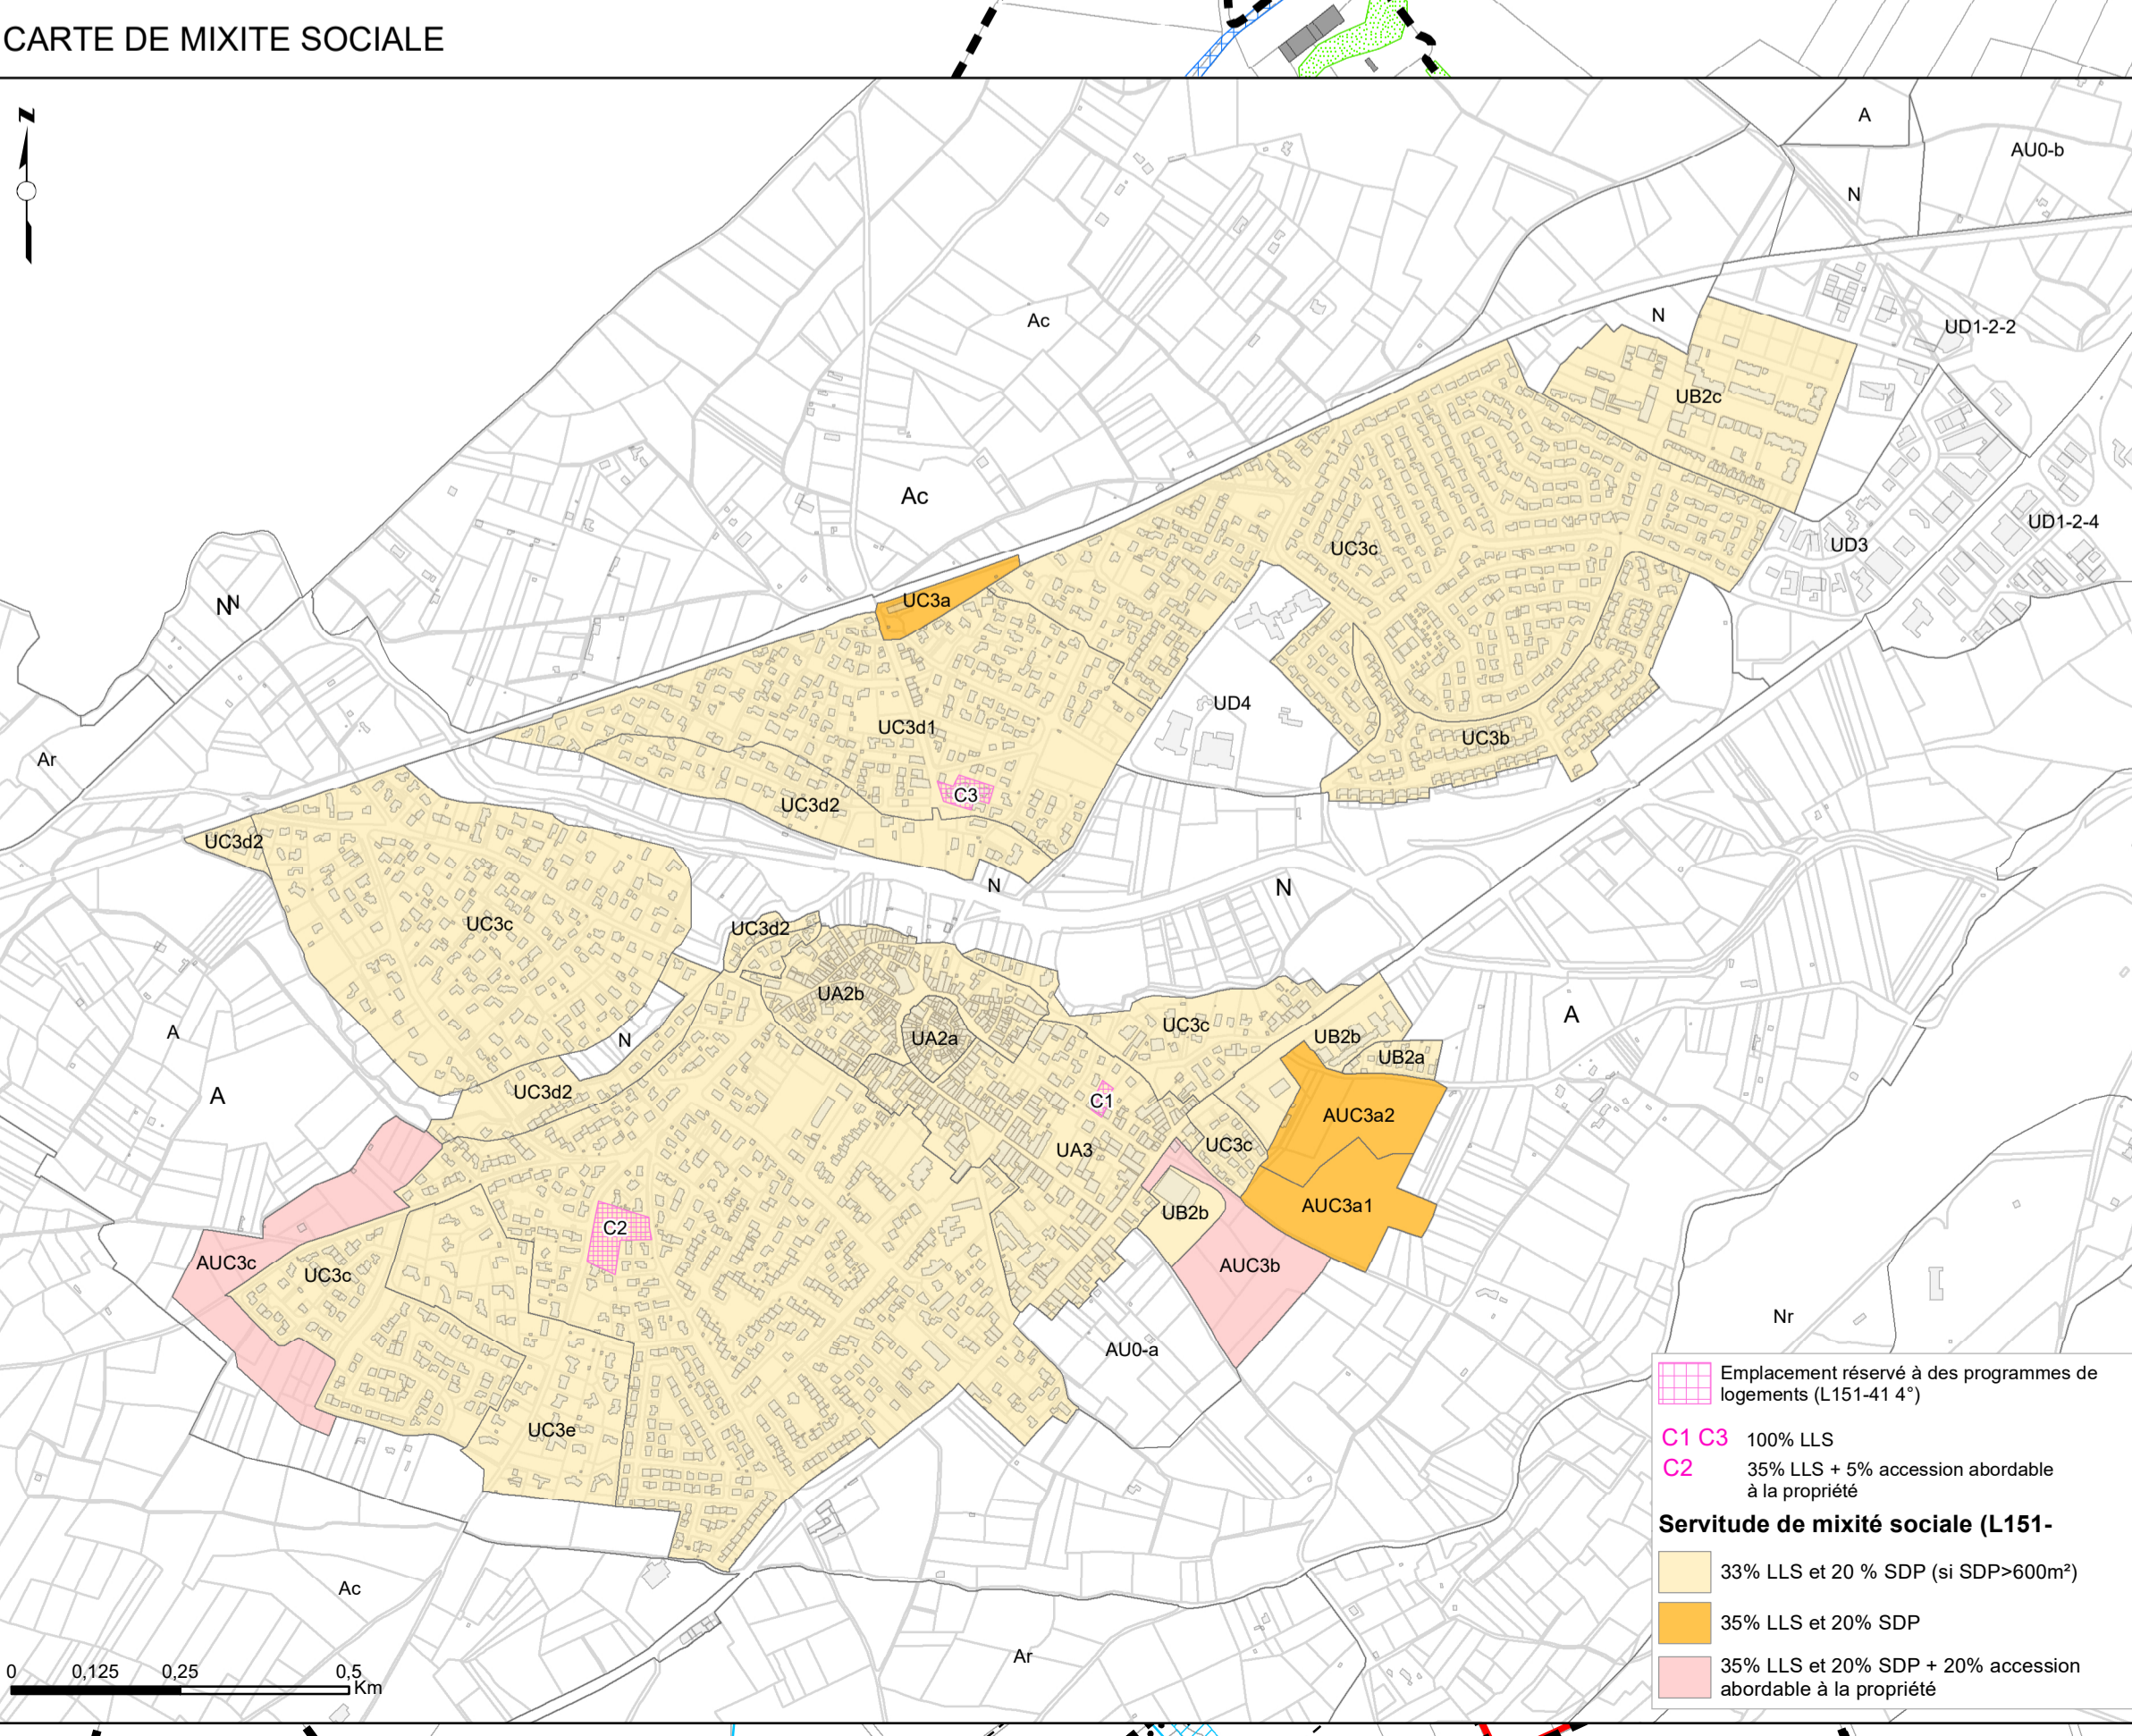 CARTE DE MIXITE SOCIALE
N
A
AU0-b
N
Ac
N
UD1-2-2
UB2c
Ac
UD1-2-4
UD3
UC3c
UC3a
N
N
UD4
UC3d1
UC3b
Ar
C3
UC3d2
UC3d2
N
N
UC3c
UC3d2
UA2b
UC3c
A
UB2b
A
N
UA2a
UB2a
UC3d2
A
C1
AUC3a2
UA3
UC3c
AUC3a1
UB2b
C2
AUC3c
UC3c
AUC3b
Nr
AU0-a
UC3e
Ac
Ar
Emplacement réservé à des programmes de
logements (L151-41 4°)
C1 C3 100% LLS
C2 35% LLS + 5% accession abordable
à la propriété
Servitude de mixité sociale (L151-
33% LLS et 20 % SDP (si SDP>600m²)
35% LLS et 20% SDP
35% LLS et 20% SDP + 20% accession
abordable à la propriété
0 0,125 0,25 0,5
Km